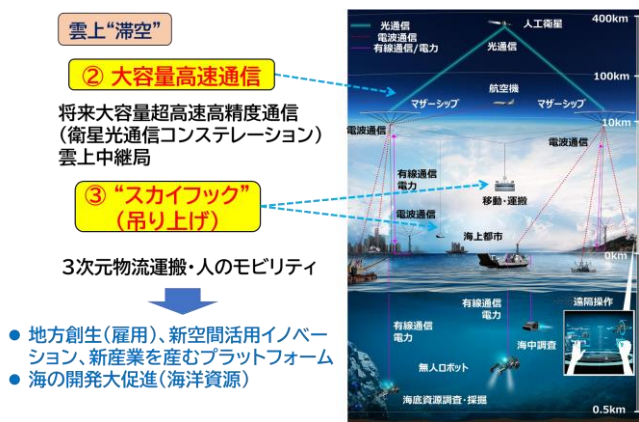 雲上“滞空”
② 大容量高速通信
将来大容量超高速高精度通信
(衛星光通信コンステレーション)
雲上中継局
③ “スカイフック”
(吊り上げ)
3次元物流運搬・人のモビリティ
● 地方創生(雇用)、新空間活用イノベー
ション、新産業を産むプラットフォーム
● 海の開発大促進(海洋資源)
光通信
電波通信
有線通信/電力
人工衛星
400km
光通信
100km
航空機
マザーシップ
マザーシップ
10km
電波通信
電波通信
有線通信
電力
移動・運搬
電波通信
海上都市
0km
有線通信
電力
遠隔操作
有線通信
電力
海中調査
無人ロボット
海底資源調査・採掘
0.5km